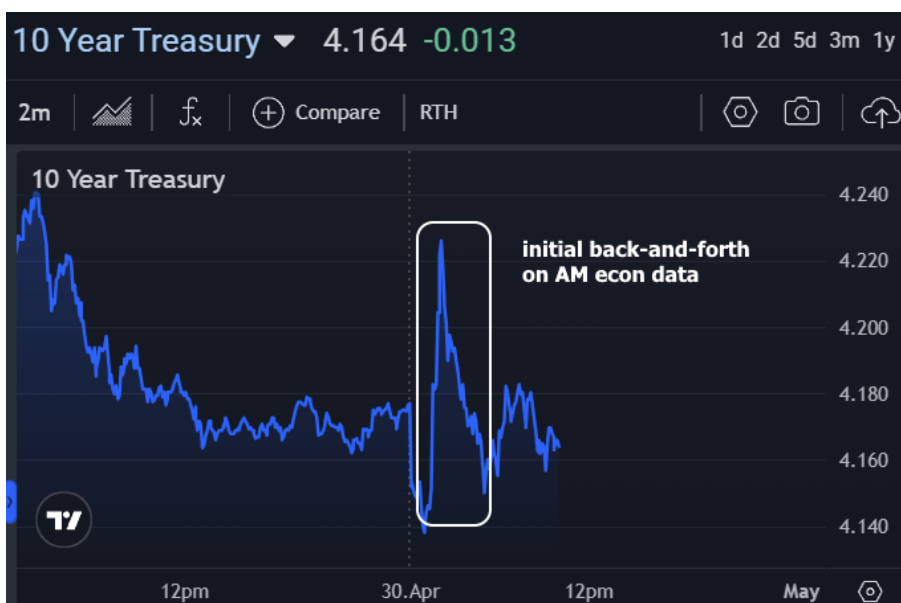 10 Year Treasury 4.164 -0.013 1d 2d 5d 3m 1y
2m Compare RTH
10 Year Treasury
4.240
initial back-and-forth
on AM econ data
4.220
4.200
4.180
4.160
4.140
12pm 30.Apr 12pm May